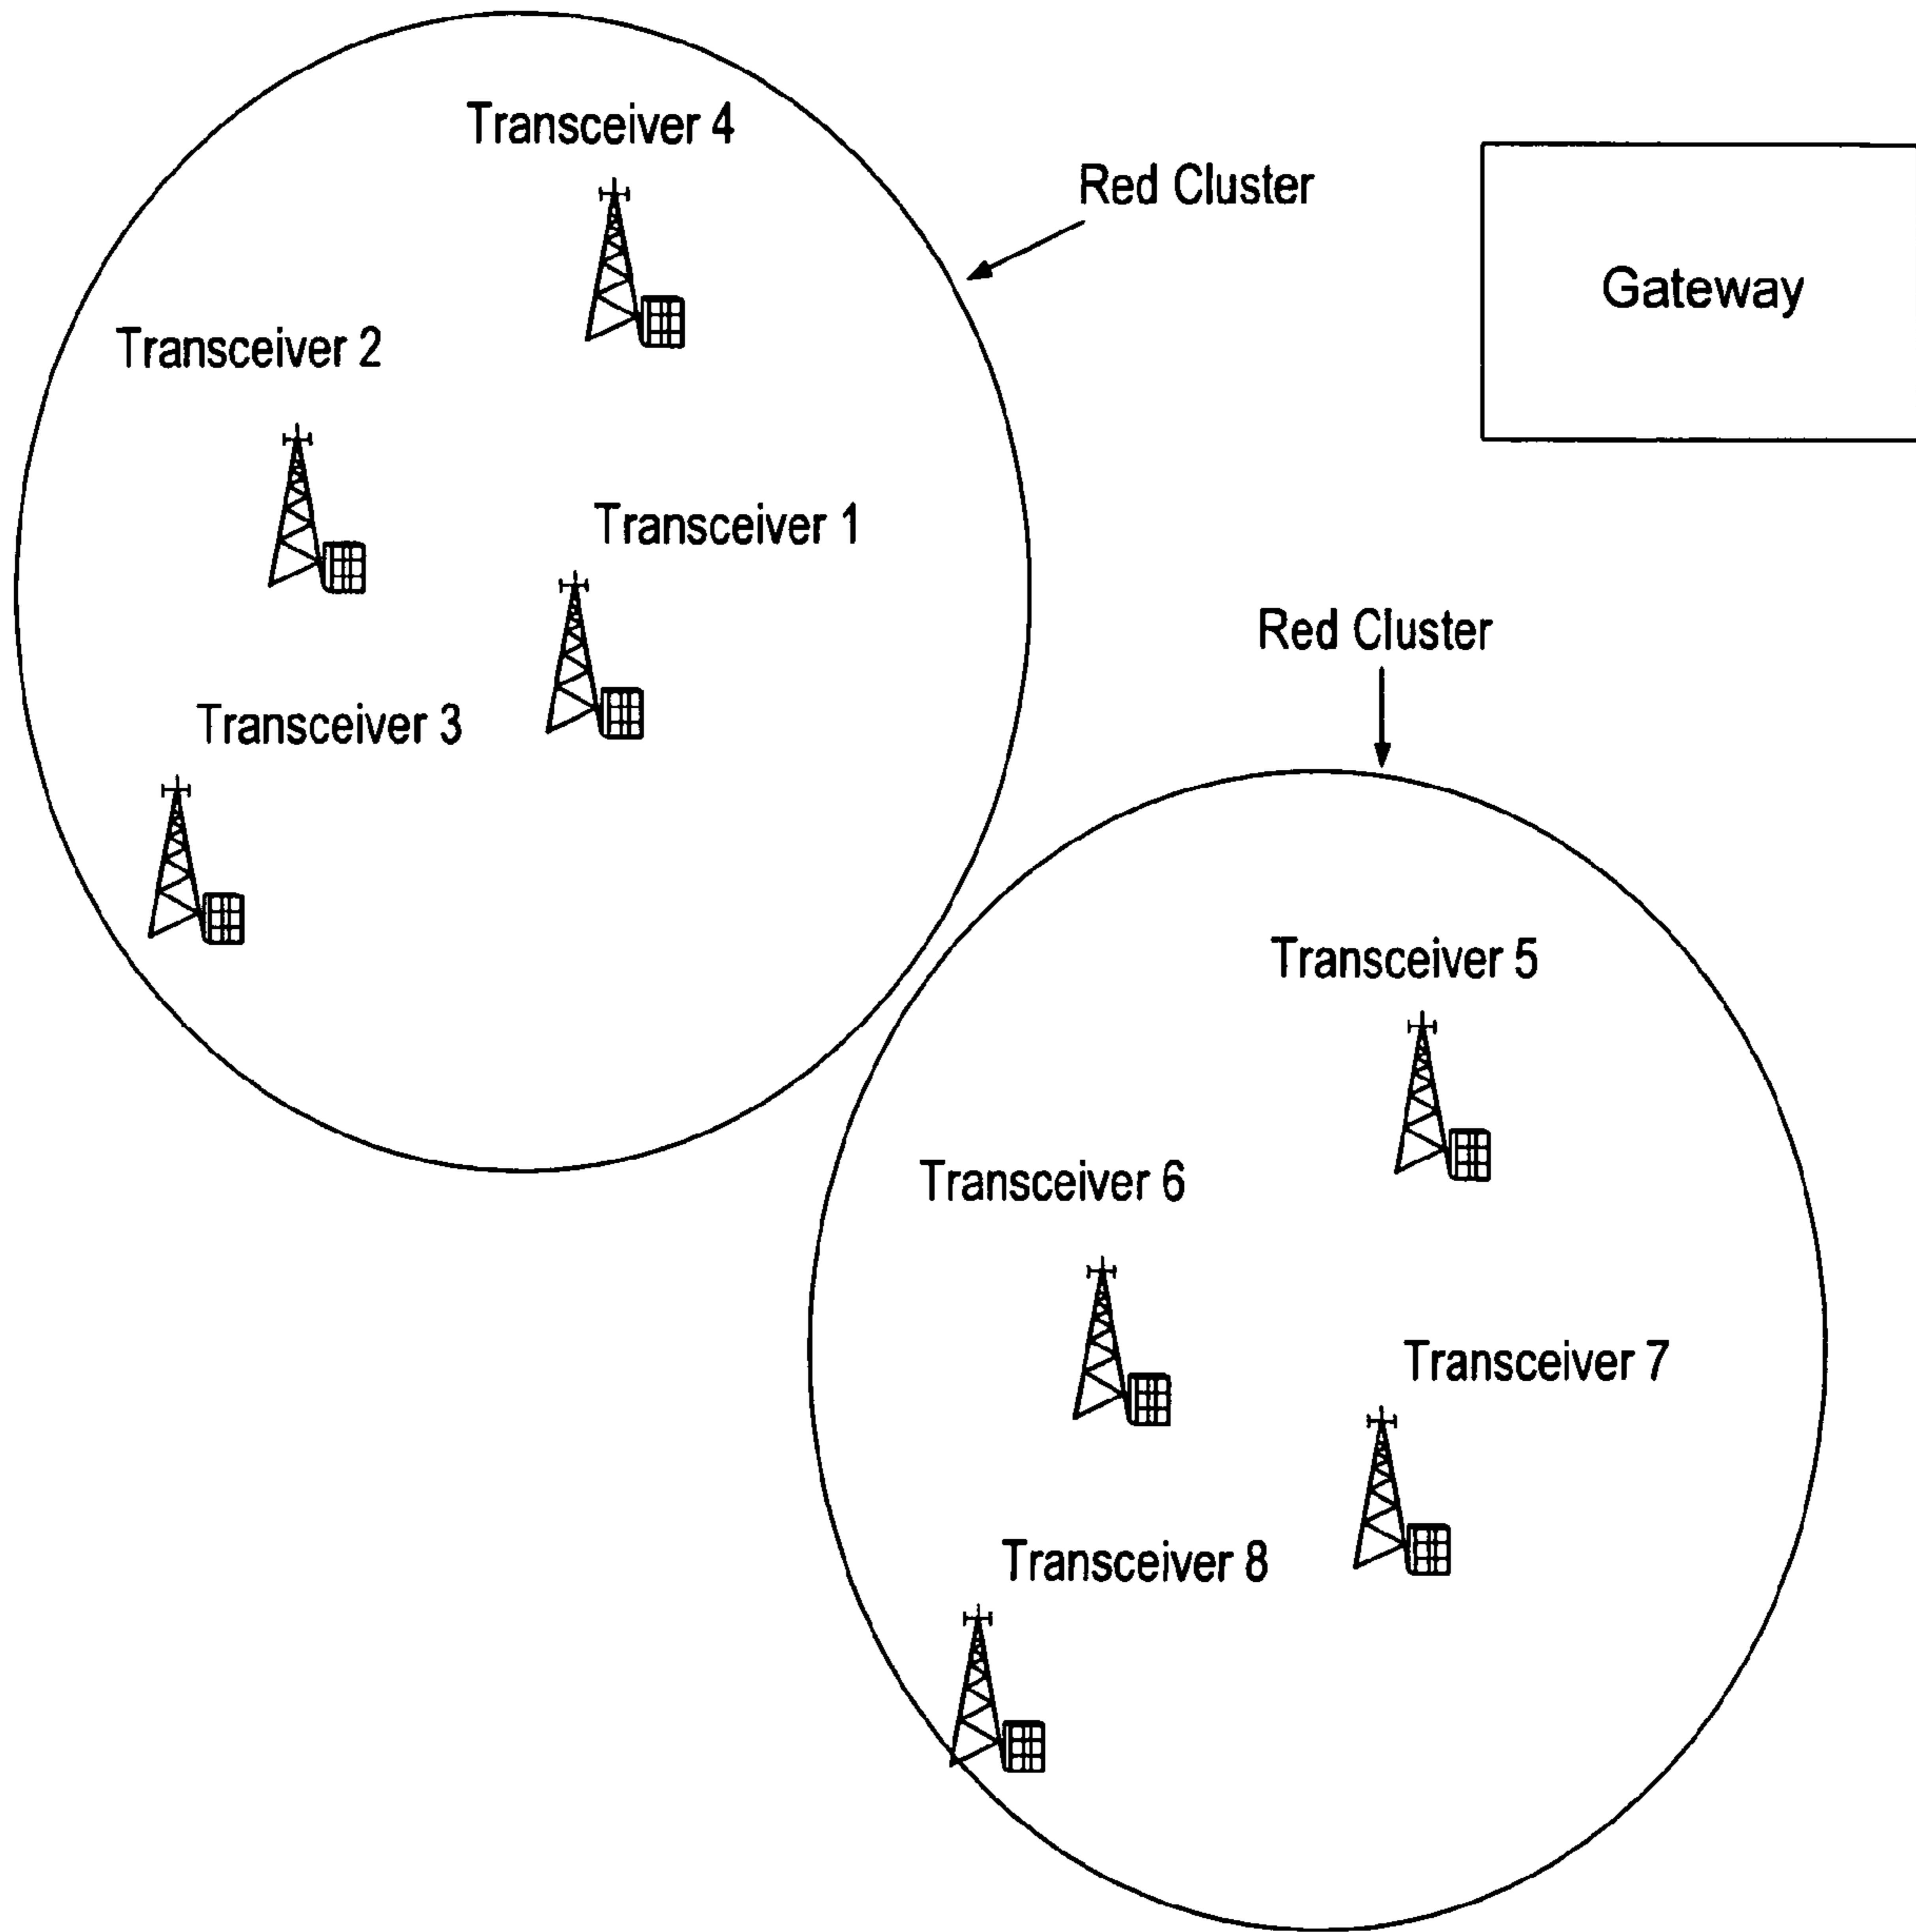 Transceiver 4
Red Cluster
Gateway
Transceiver 2
Transceiver 1
Red Cluster
Transceiver 3
Transceiver 5
Transceiver 6
Transceiver 7
Transceiver 8